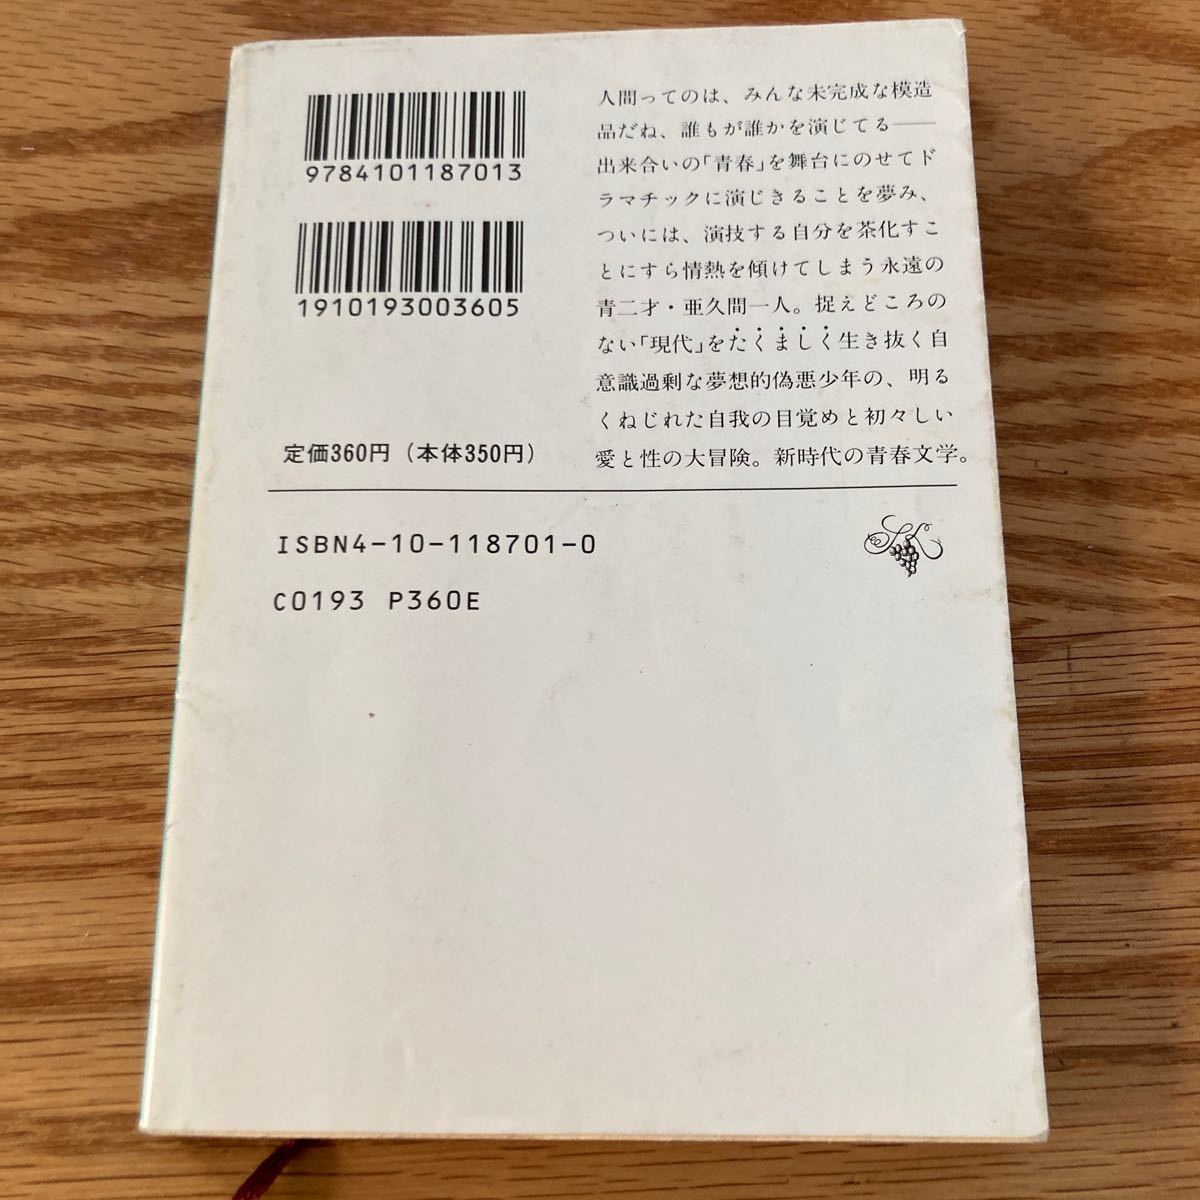 9784101187013
1910193003605
定価360円（本体350円）
人間ってのは、みんな未完成な模造
品だね、誰もが誰かを演じてる――
出来合いの「青春」を舞台にのせてド
ラマチックに演じきることを夢み、
ついには、演技する自分を茶化すこ
とにすら情熱を傾けてしまう永遠の
青二才・亜久間一人。捉えどころの
ない「現代」をたくましく生き抜く自
意識過剰な夢想的偽悪少年の、明る
くねじれた自我の目覚めと初々しい
愛と性の大冒険。新時代の青春文学。
ISBN4-10-118701-0
C0193 P360E